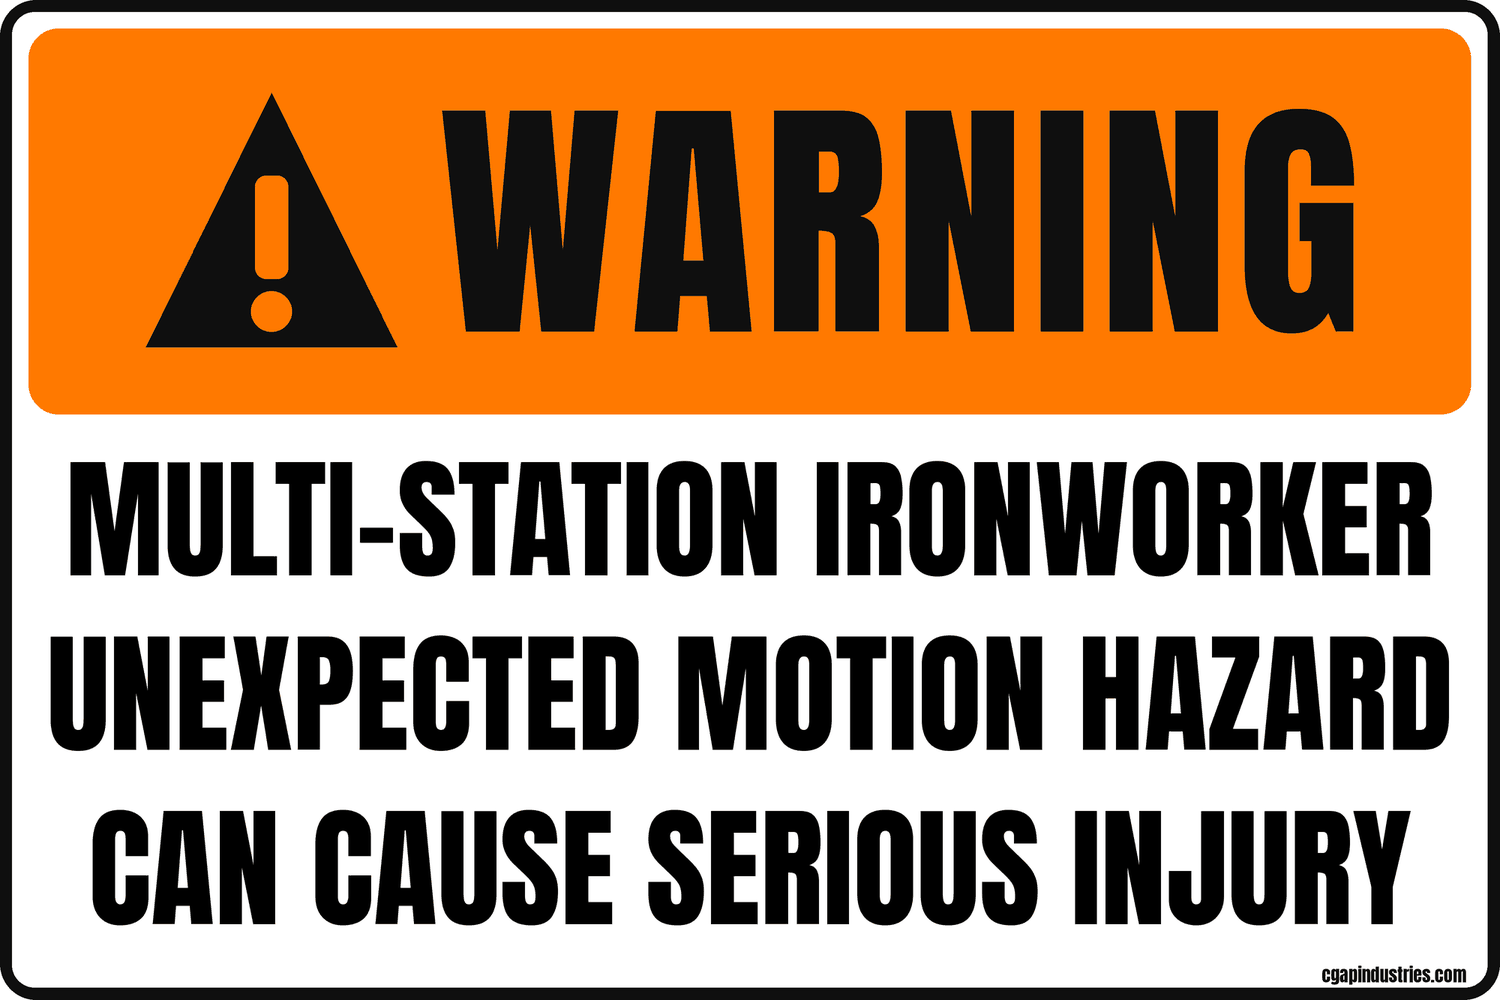 WARNING
MULTI-STATION IRONWORKER
UNEXPECTED MOTION HAZARD
CAN CAUSE SERIOUS INJURY
cgapindustries.com